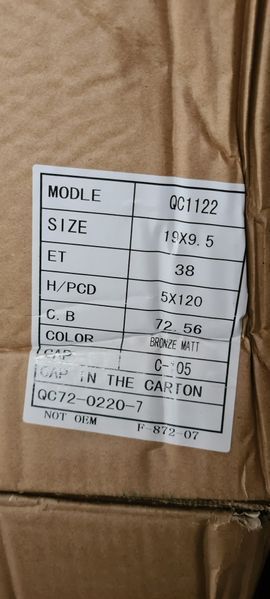 MODLE QC1122
SIZE 19X9.5
ET 38
H/PCD 5X120
C.B 72.56
COLOR BRONZE MATT
CAP C-105
CAP IN THE CARTON
QC72-0220-7
NOT OEM F-872-07